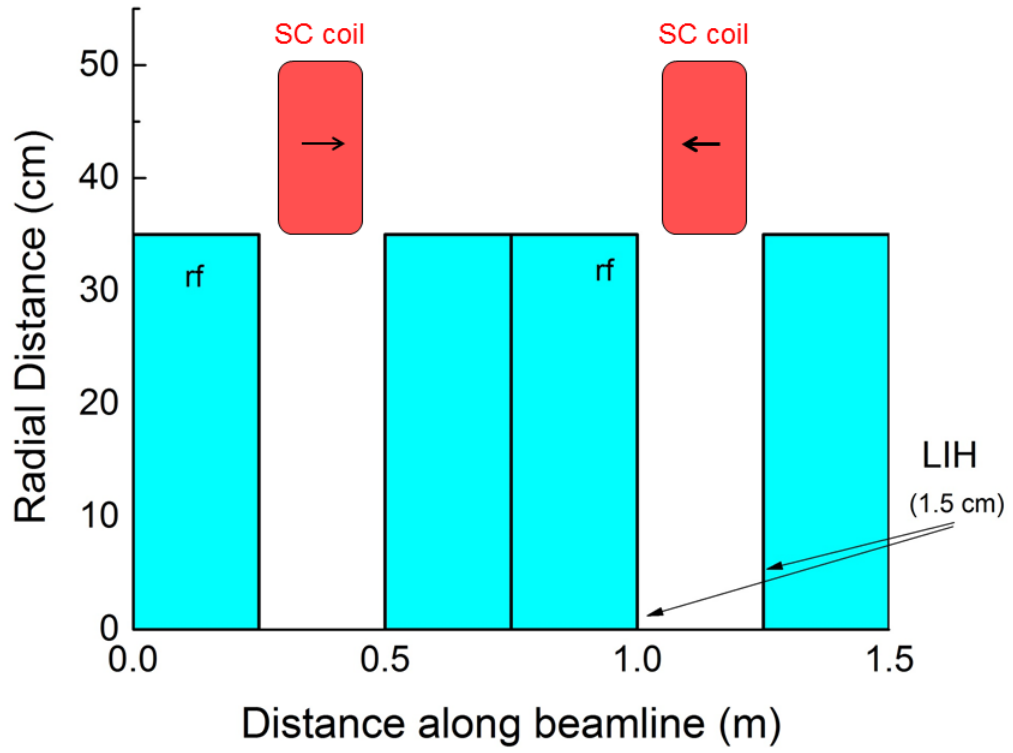 SC coil
SC coil
50
40
30
20
10
0
Radial Distance (cm)
rf
rf
LIH
(1.5 cm)
0.0
0.5
1.0
1.5
Distance along beamline (m)